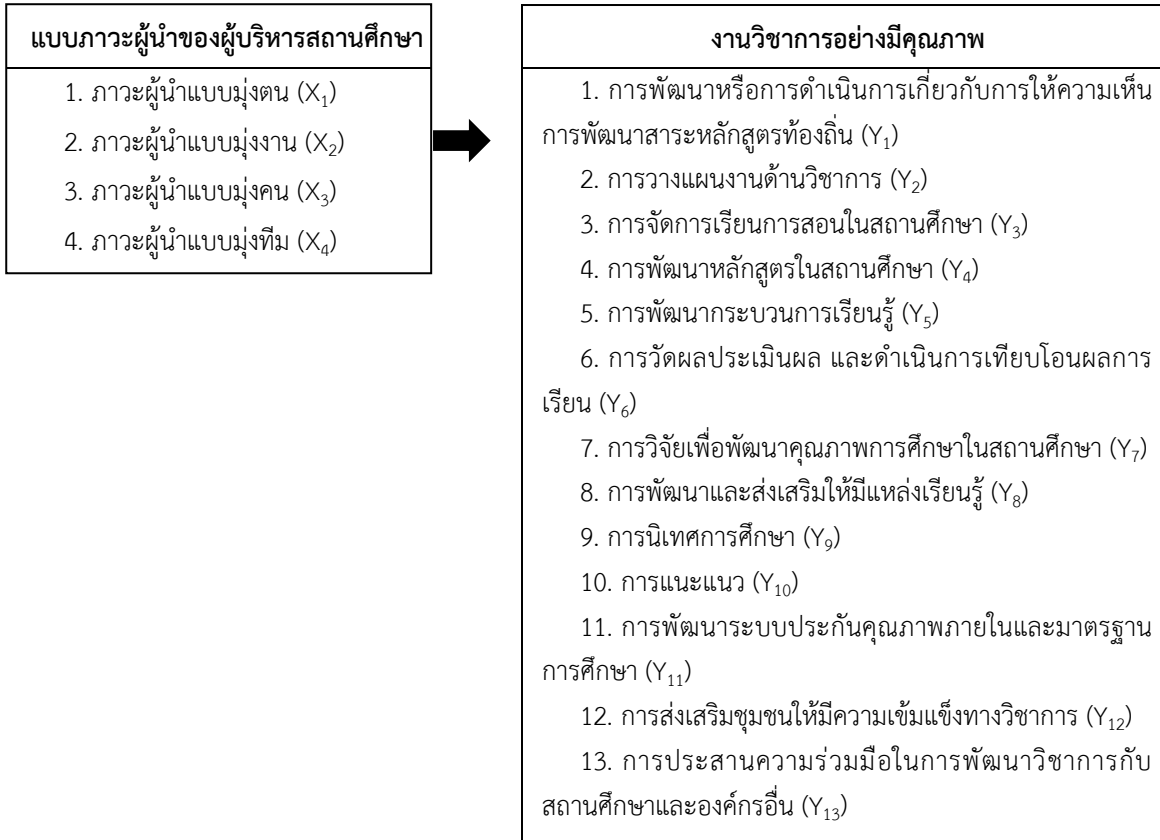 แบบภาวะผู้นำของผู้บริหารสถานศึกษา
1. ภาวะผู้นำแบบมุ่งตน (X₁)
2. ภาวะผู้นำแบบมุ่งงาน (X₂)
3. ภาวะผู้นำแบบมุ่งคน (X₃)
4. ภาวะผู้นำแบบมุ่งทีม (X₄)
งานวิชาการอย่างมีคุณภาพ
1. การพัฒนาหรือการดำเนินการเกี่ยวกับการให้ความเห็น
การพัฒนาสาระหลักสูตรท้องถิ่น (Y₁)
2. การวางแผนงานด้านวิชาการ (Y₂)
3. การจัดการเรียนการสอนในสถานศึกษา (Y₃)
4. การพัฒนาหลักสูตรในสถานศึกษา (Y₄)
5. การพัฒนากระบวนการเรียนรู้ (Y₅)
6. การวัดผลประเมินผล และดำเนินการเทียบโอนผลการ
เรียน (Y₆)
7. การวิจัยเพื่อพัฒนาคุณภาพการศึกษาในสถานศึกษา (Y₇)
8. การพัฒนาและส่งเสริมให้มีแหล่งเรียนรู้ (Y₈)
9. การนิเทศการศึกษา (Y₉)
10. การแนะแนว (Y₁₀)
11. การพัฒนาระบบประกันคุณภาพภายในและมาตรฐาน
การศึกษา (Y₁₁)
12. การส่งเสริมชุมชนให้มีความเข้มแข็งทางวิชาการ (Y₁₂)
13. การประสานความร่วมมือในการพัฒนาวิชาการกับ
สถานศึกษาและองค์กรอื่น (Y₁₃)